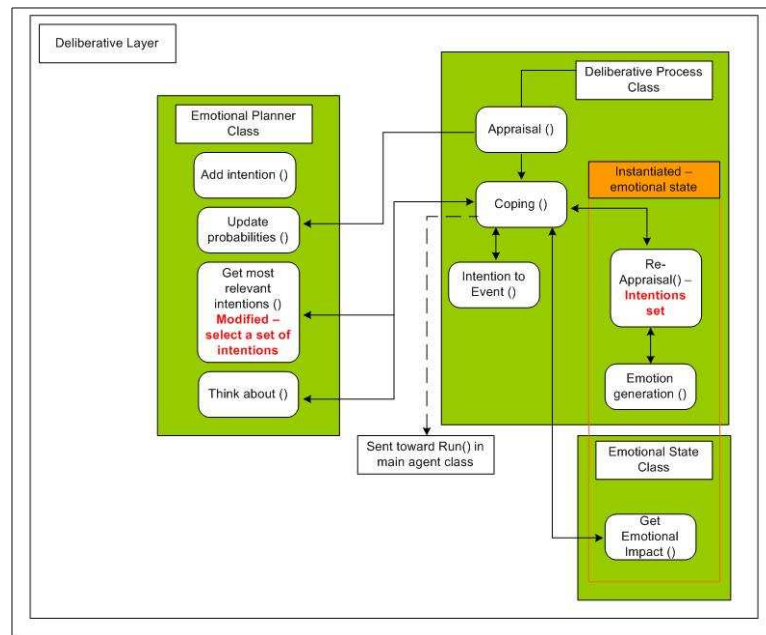 Deliberative Layer
Emotional Planner
Class
Add intention ()
Update
probabilities ()
Get most
relevant
intentions ()
Modified –
select a set of
intentions
Think about ()
Deliberative Process
Class
Appraisal ()
Coping ()
Intention to
Event ()
Instantiated –
emotional state
Re-
Appraisal() –
Intentions
set
Emotion
generation ()
Sent toward Run() in
main agent class
Emotional State
Class
Get
Emotional
Impact ()